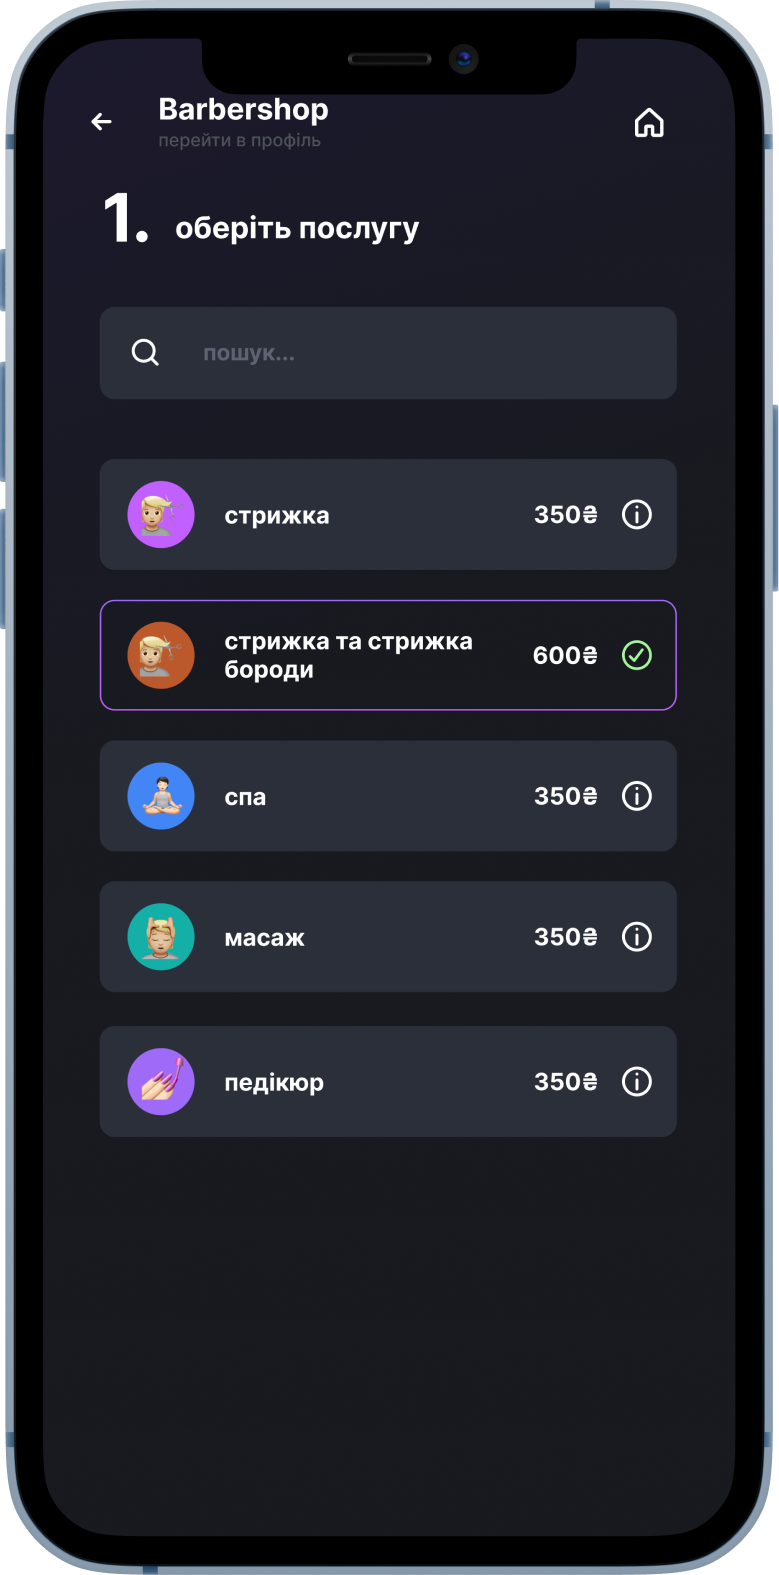 Barbershop
перейти в профіль
1. оберіть послугу
пошук...
стрижка 350₴
стрижка та стрижка
бороди 600₴
спа 350₴
масаж 350₴
педікюр 350₴